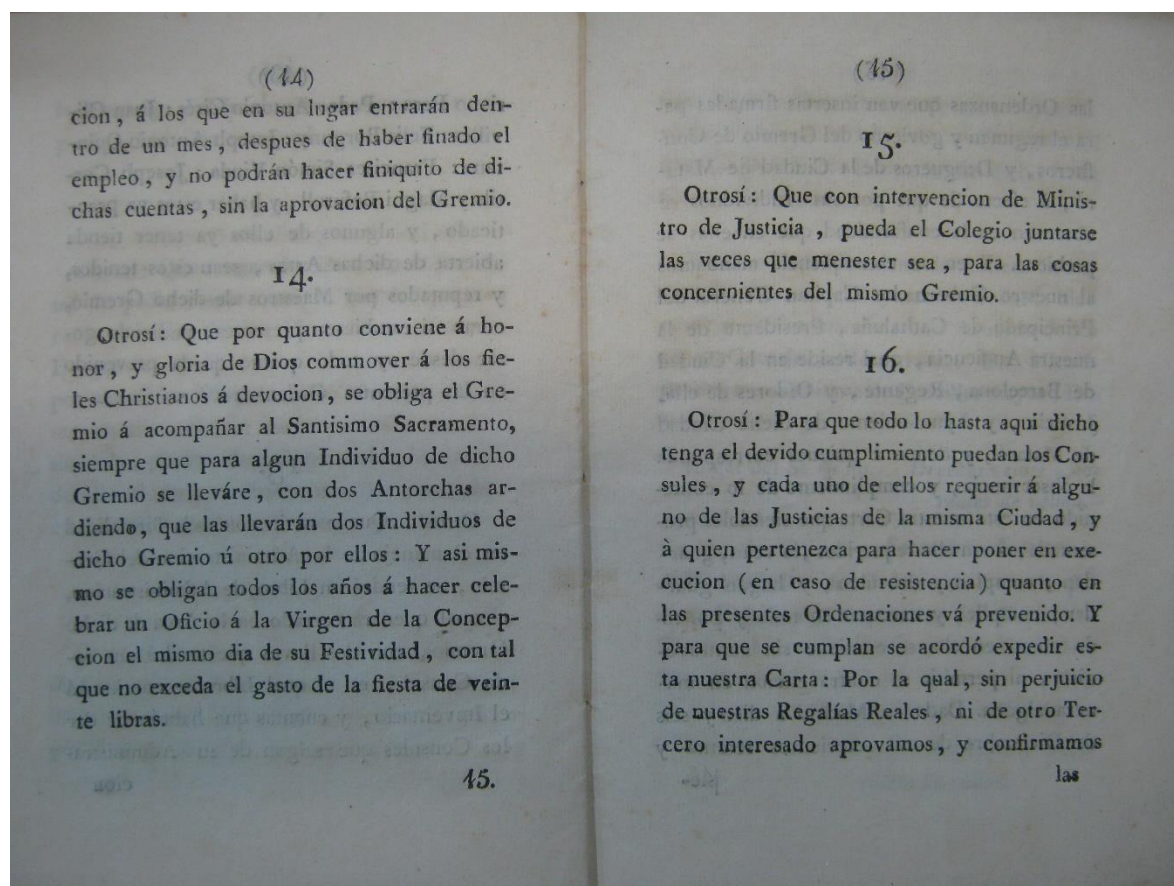 (14)
cion, á los que en su lugar entrarán den-
tro de un mes, despues de haber finado el
empleo, y no podrán hacer finiquito de di-
chas cuentas, sin la aprovacion del Gremio.
14.
Otrosí: Que por quanto conviene á ho-
nor, y gloria de Dios commover á los fie-
les Christianos á devocion, se obliga el Gre-
mio á acompañar al Santisimo Sacramento,
siempre que para algun Individuo de dicho
Gremio se lleváre, con dos Antorchas ar-
diendo, que las llevarán dos Individuos de
dicho Gremio ú otro por ellos: Y asi mis-
mo se obligan todos los años á hacer cele-
brar un Oficio á la Virgen de la Concep-
cion el mismo dia de su Festividad, con tal
que no exceda el gasto de la fiesta de vein-
te libras.
15.
(15)
15.
Otrosí: Que con intervencion de Minis-
tro de Justicia, pueda el Colegio juntarse
las veces que menester sea, para las cosas
concernientes del mismo Gremio.
16.
Otrosí: Para que todo lo hasta aqui dicho
tenga el devido cumplimiento puedan los Con-
sules, y cada uno de ellos requerir á algu-
no de las Justicias de la misma Ciudad, y
à quien pertenezca para hacer poner en exe-
cucion (en caso de resistencia) quanto en
las presentes Ordenaciones vá prevenido. Y
para que se cumplan se acordó expedir es-
ta nuestra Carta: Por la qual, sin perjuicio
de nuestras Regalías Reales, ni de otro Ter-
cero interesado aprovamos, y confirmamos
las